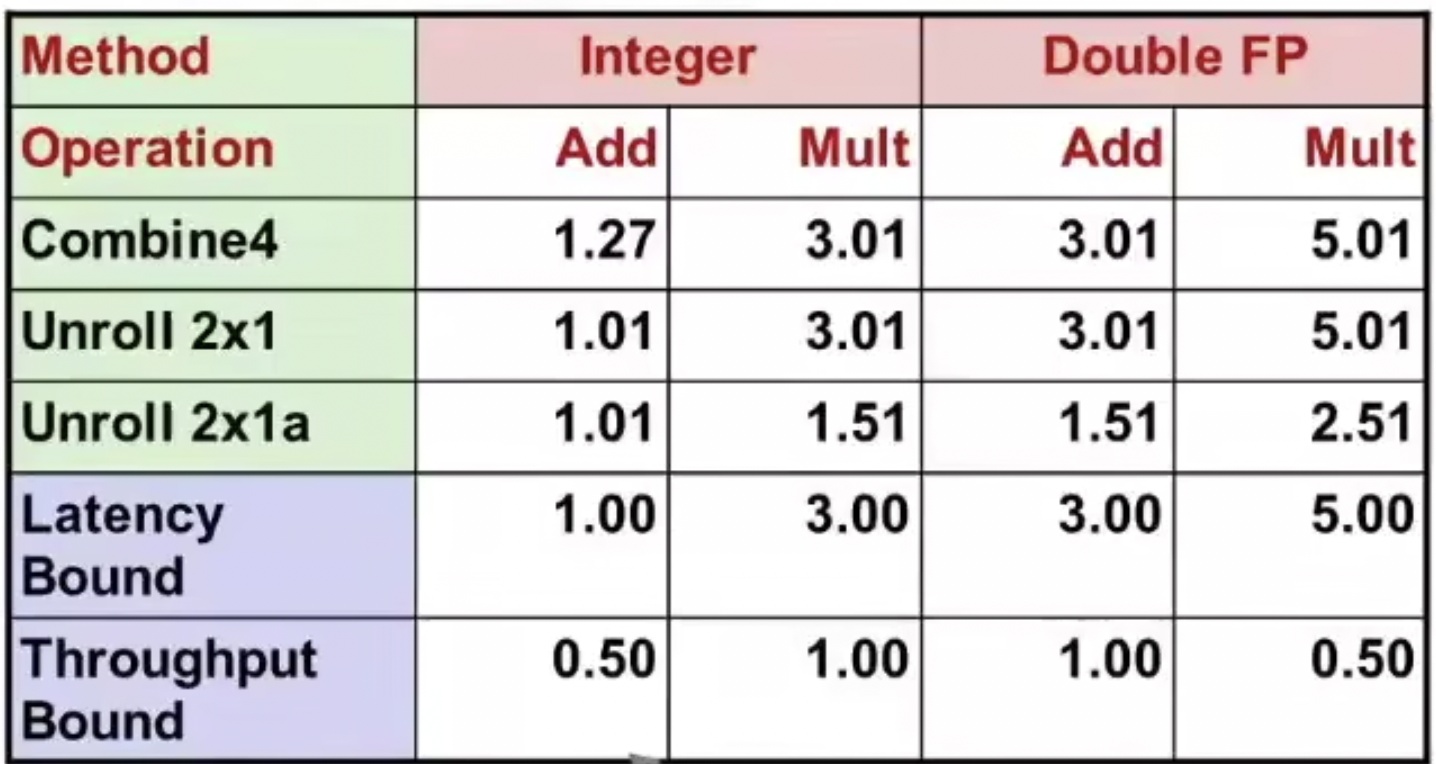 Method Integer Double FP
Operation Add Mult Add Mult
Combine4 1.27 3.01 3.01 5.01
Unroll 2x1 1.01 3.01 3.01 5.01
Unroll 2x1a 1.01 1.51 1.51 2.51
Latency Bound 1.00 3.00 3.00 5.00
Throughput Bound 0.50 1.00 1.00 0.50